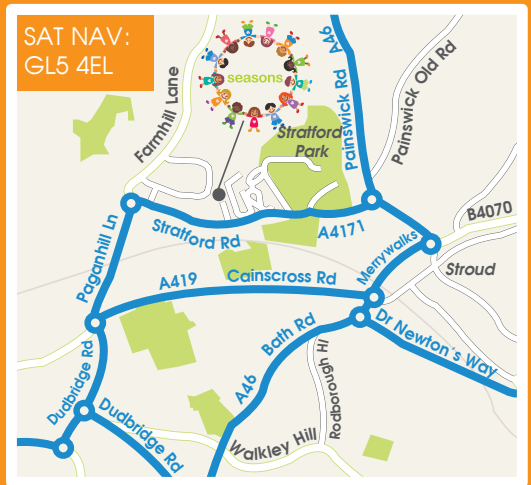 SAT NAV:
GL5 4EL
seasons
A46
Painswick Rd
Painswick Old Rd
Farmhill Lane
Stratford
Park
B4070
Stratford Rd
A4171
Merrywalks
Stroud
Paganhill Ln
A419
Cainscross Rd
Bath Rd
A46
Dr Newton's Way
Rodborough Hl
Dudbridge Rd
Dudbridge Rd
Walkley Hill